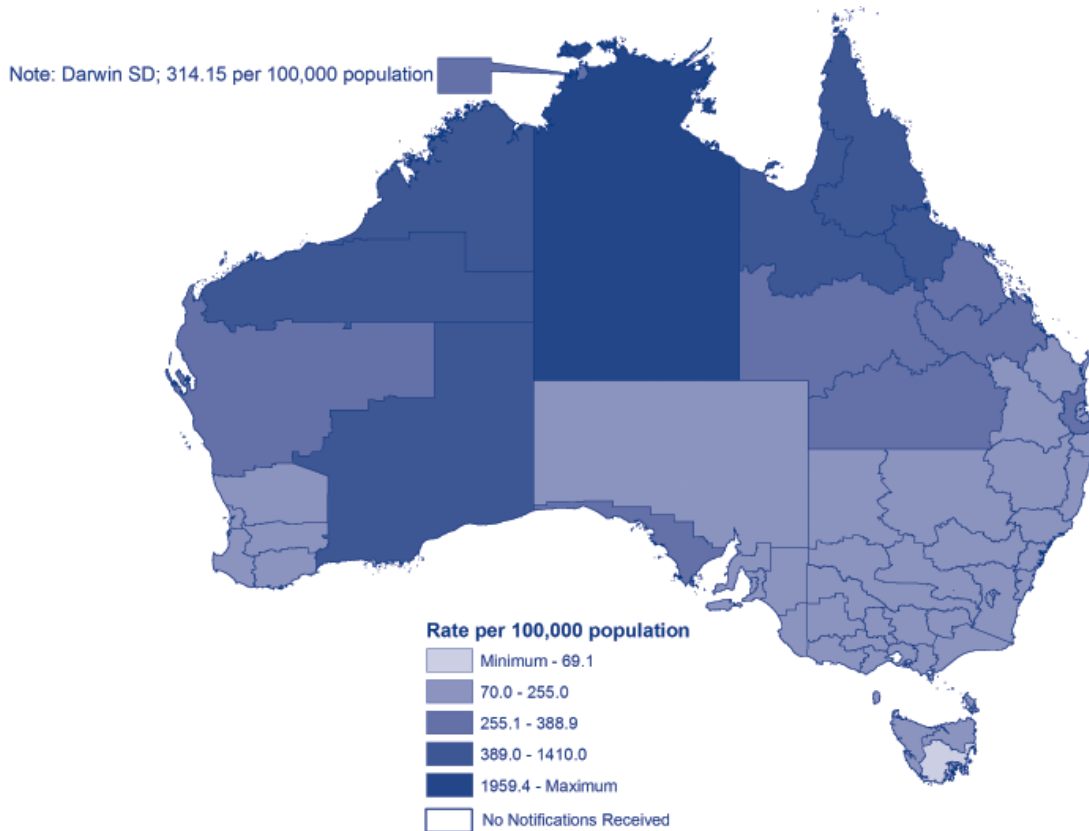 Note: Darwin SD; 314.15 per 100,000 population
Rate per 100,000 population
Minimum - 69.1
70.0 - 255.0
255.1 - 388.9
389.0 - 1410.0
1959.4 - Maximum
No Notifications Received